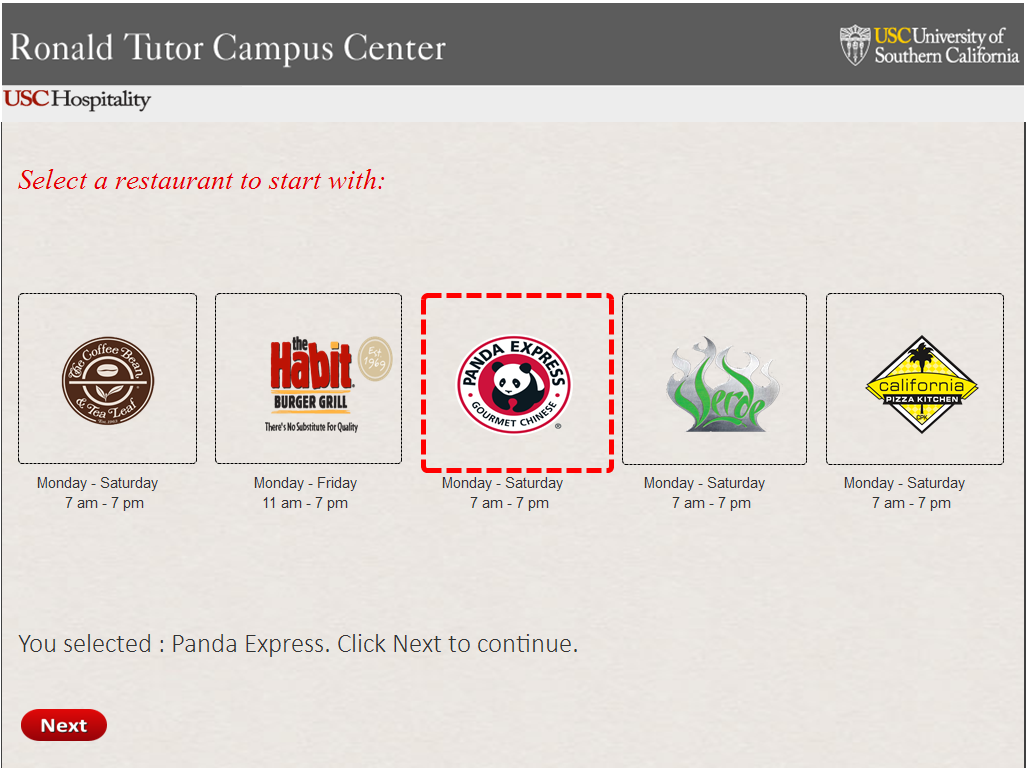 Ronald Tutor Campus Center
USC University of
Southern California
USC Hospitality
Select a restaurant to start with:
The Coffee Bean
& Tea Leaf
the
Habit
BURGER GRILL
There's No Substitute For Quality
Est
1969
PANDA EXPRESS
GOURMET CHINESE
®
Verde
california
PIZZA KITCHEN
CPK
Monday - Saturday
7 am - 7 pm
Monday - Friday
11 am - 7 pm
Monday - Saturday
7 am - 7 pm
Monday - Saturday
7 am - 7 pm
Monday - Saturday
7 am - 7 pm
You selected : Panda Express. Click Next to continue.
Next